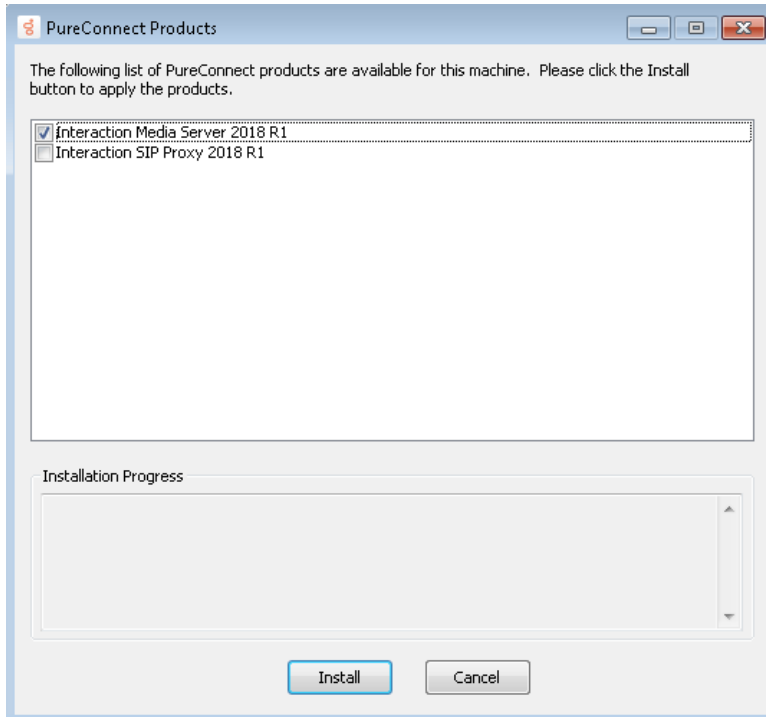 PureConnect Products
The following list of PureConnect products are available for this machine. Please click the Install
button to apply the products.
Interaction Media Server 2018 R1
Interaction SIP Proxy 2018 R1
Installation Progress
Install
Cancel